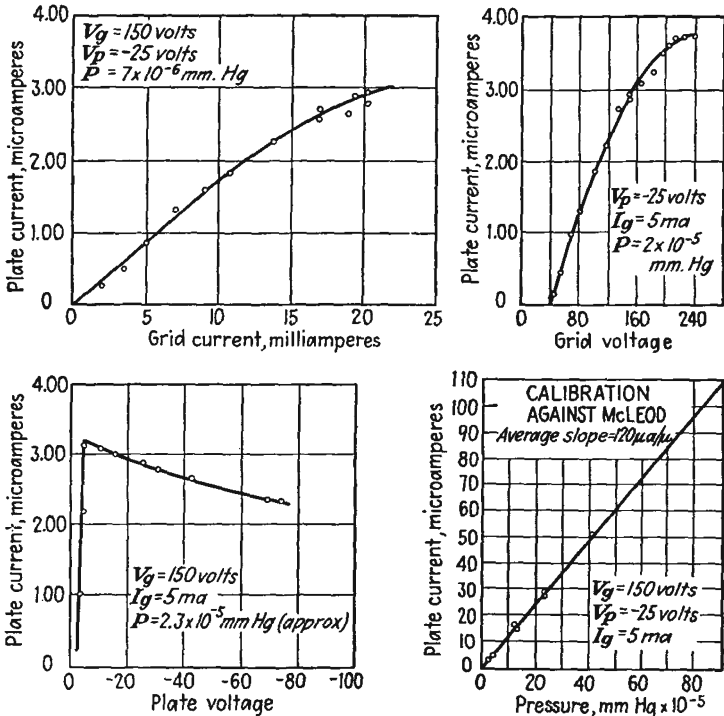 Plate current, microamperes
4.00
3.00
2.00
1.00
0
Vg = 150 volts
Vp = -25 volts
P = 7x10-6 mm. Hg
0 5 10 15 20 25
Grid current, milliamperes
Plate current, microamperes
4.00
3.00
2.00
1.00
0
Vp = -25 volts
Ig = 5 ma
P = 2 x 10-5
mm. Hg
0 80 160 240
Grid voltage
Plate current, microamperes
4.00
3.00
2.00
1.00
0
Vg = 150 volts
Ig = 5 ma
P = 2.3 x 10-5 mm Hg (approx)
0 -20 -40 -60 -80 -100
Plate voltage
Plate current, microamperes
110
100
90
80
70
60
50
40
30
20
10
0
CALIBRATION
AGAINST McLEOD
Average slope=120μa/μ
Vg = 150 volts
Vp = -25 volts
Ig = 5 ma
0 20 40 60 80
Pressure, mm Hg x 10-5